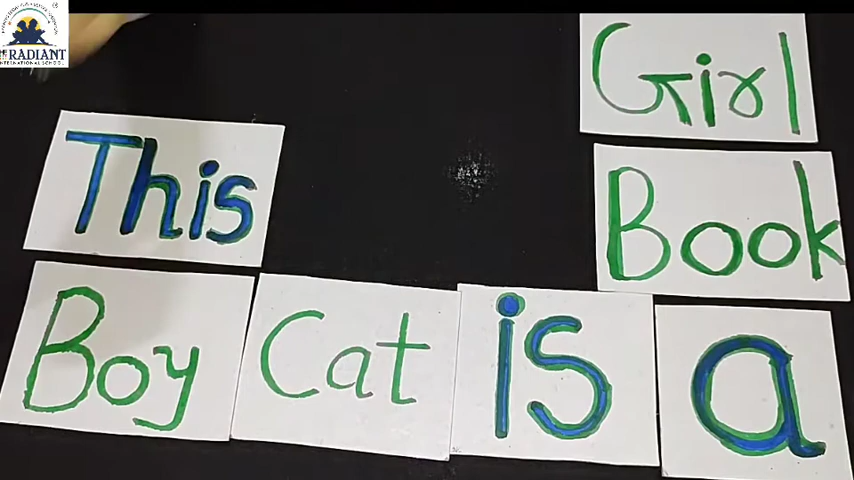 RADIANT
INTERNATIONAL SCHOOL
Girl
This
Book
Boy Cat is a